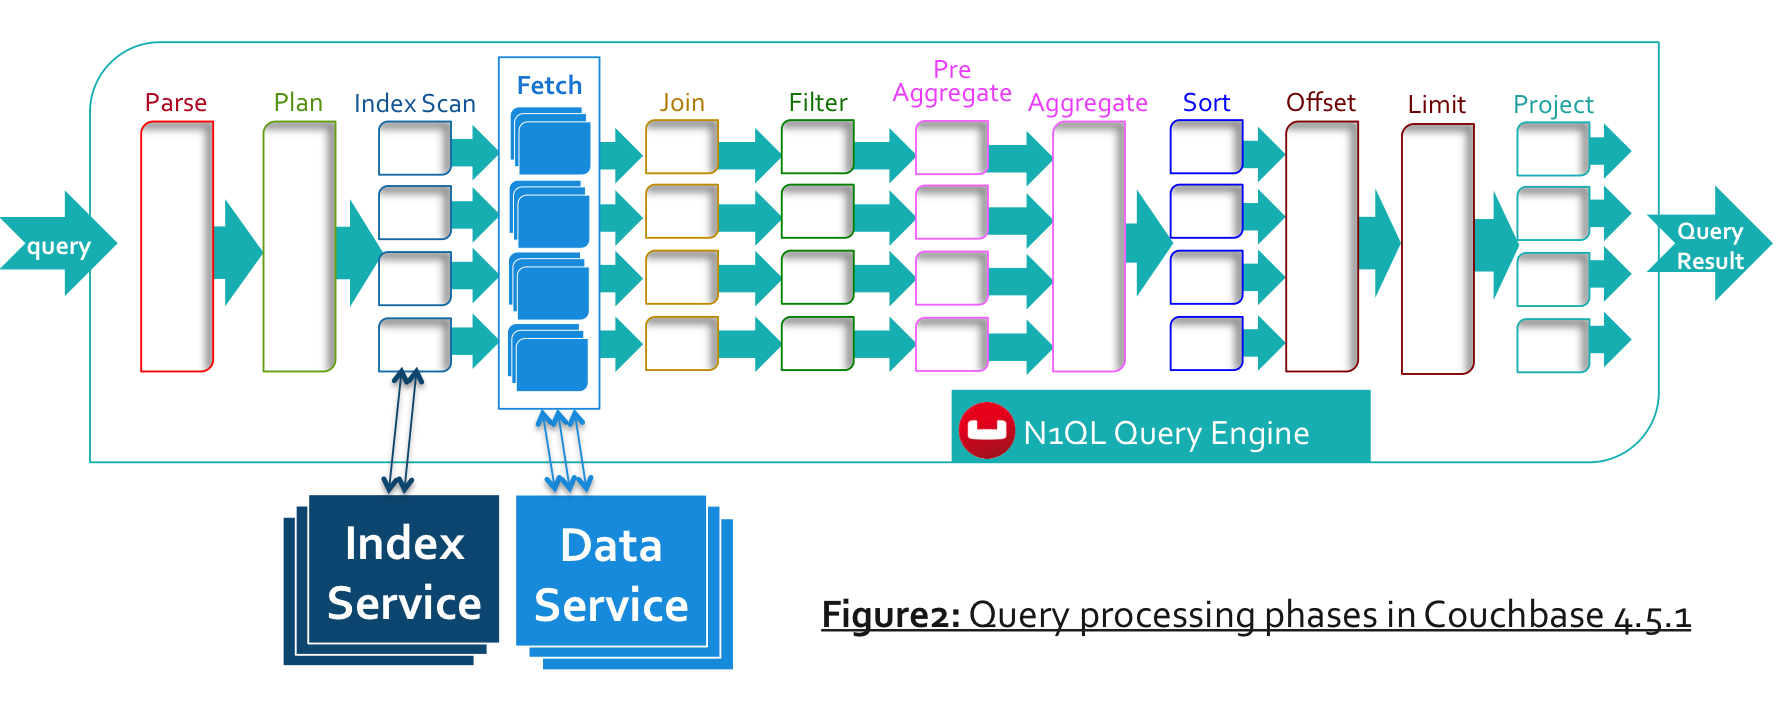 Parse
Plan
Index Scan
Fetch
Join
Filter
Pre
Aggregate
Aggregate
Sort
Offset
Limit
Project
query
Query
Result
N1QL Query Engine
Index
Service
Data
Service
Figure2: Query processing phases in Couchbase 4.5.1